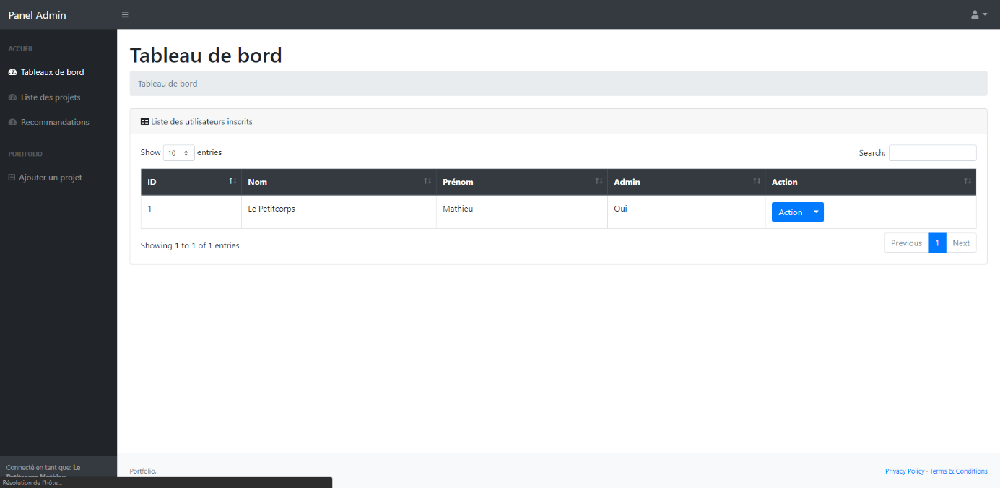 Panel Admin
ACCUEIL
Tableaux de bord
Liste des projets
Recommandations
PORTFOLIO
Ajouter un projet
Connecté en tant que: Le
Petitcorps Mathieu
Résolution de l'hôte...
Tableau de bord
Tableau de bord
Liste des utilisateurs inscrits
Show 10 entries
Search:
ID Nom Prénom Admin Action
1 Le Petitcorps Mathieu Oui Action
Showing 1 to 1 of 1 entries
Previous 1 Next
Portfolio.
Privacy Policy · Terms & Conditions